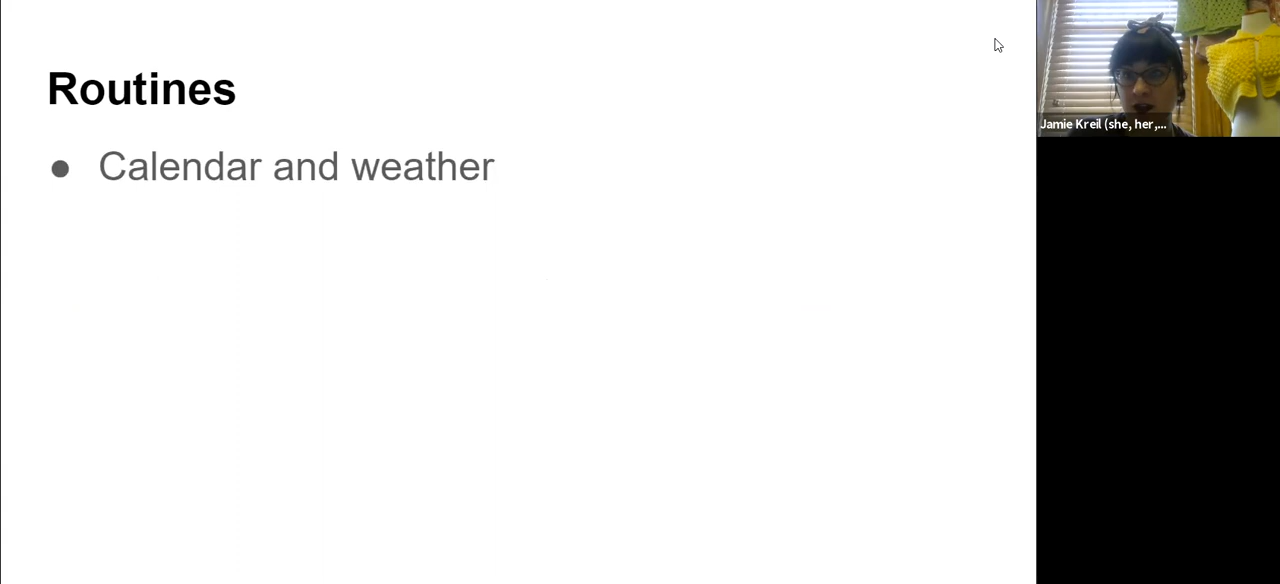 Routines
● Calendar and weather
Jamie Kreil (she, her,...